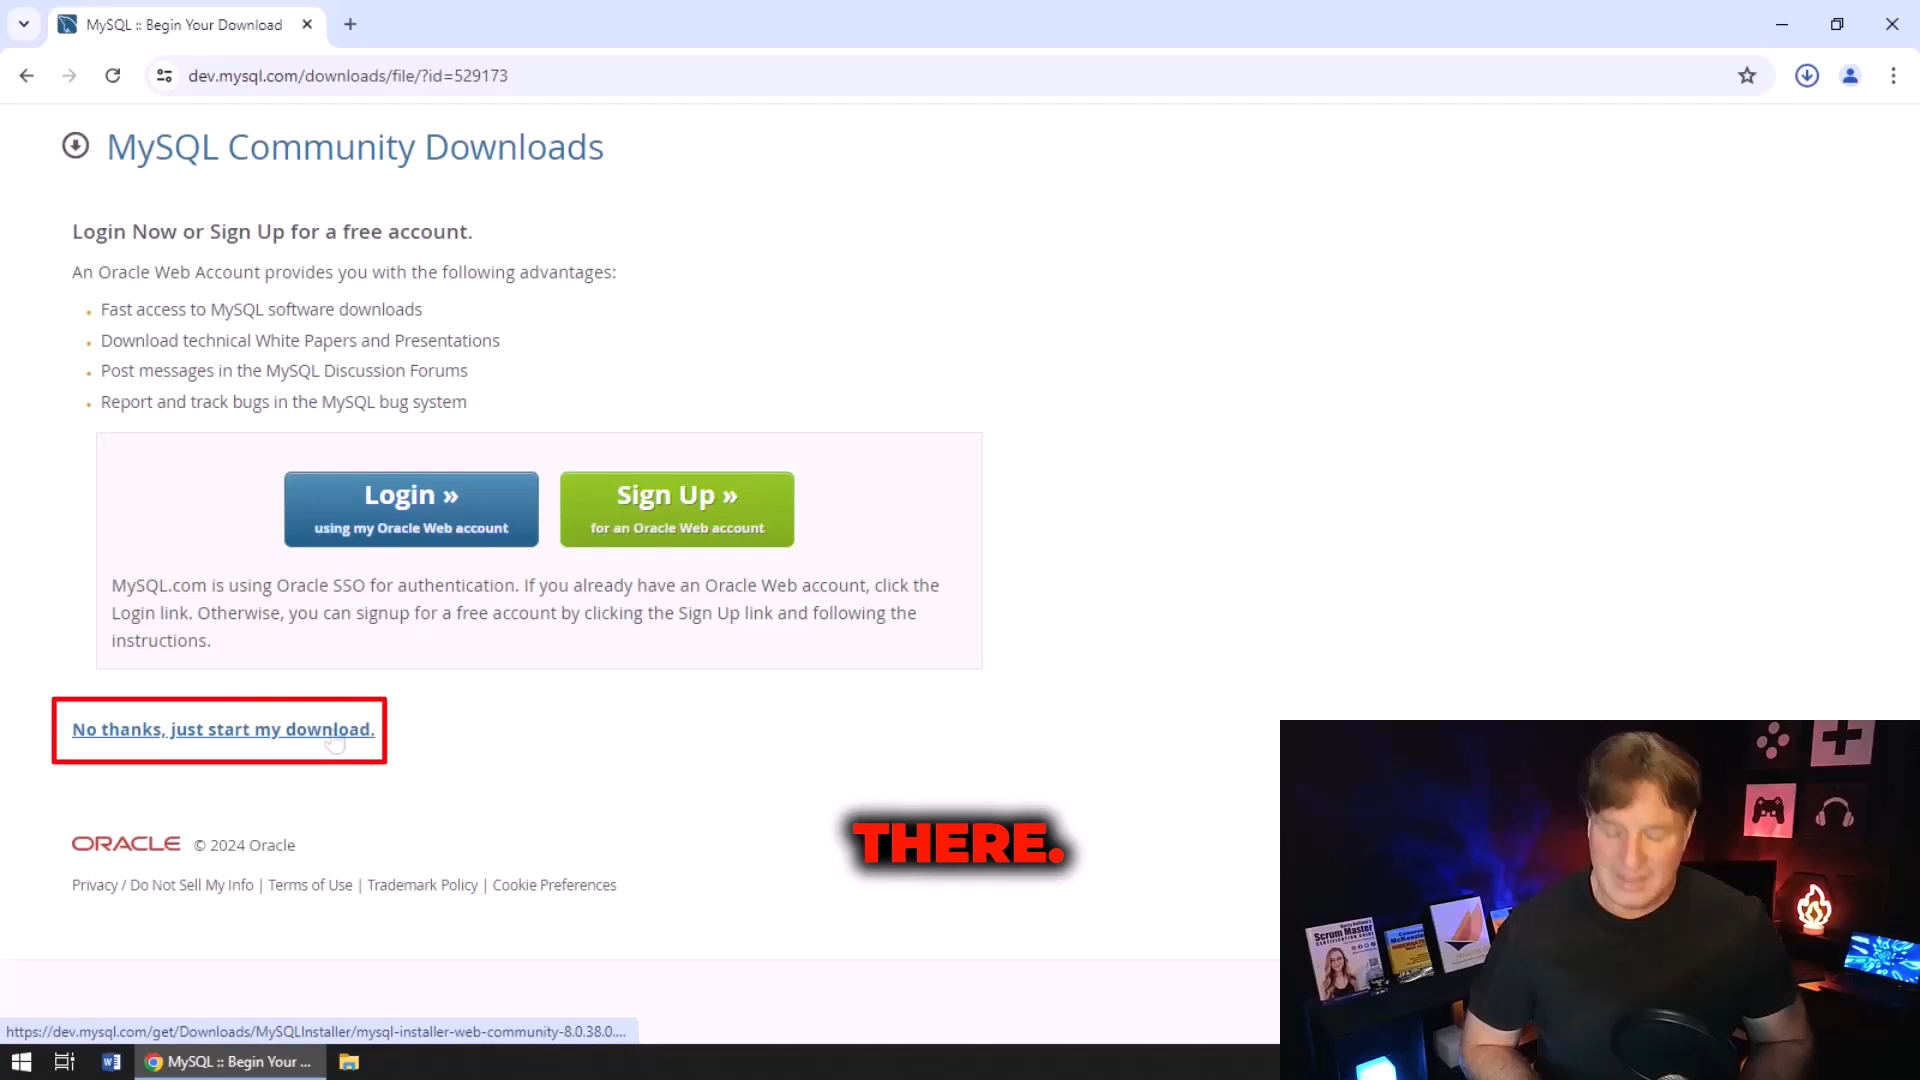 MySQL :: Begin Your Download
dev.mysql.com/downloads/file/?id=529173
MySQL Community Downloads
Login Now or Sign Up for a free account.
An Oracle Web Account provides you with the following advantages:
Fast access to MySQL software downloads
Download technical White Papers and Presentations
Post messages in the MySQL Discussion Forums
Report and track bugs in the MySQL bug system
Login »
using my Oracle Web account
Sign Up »
for an Oracle Web account
MySQL.com is using Oracle SSO for authentication. If you already have an Oracle Web account, click the
Login link. Otherwise, you can signup for a free account by clicking the Sign Up link and following the
instructions.
No thanks, just start my download.
THERE.
ORACLE © 2024 Oracle
Privacy / Do Not Sell My Info | Terms of Use | Trademark Policy | Cookie Preferences
Scrum Master
CERTIFICATION GUIDE
Cameron
McKenzie
HIBERNATE
https://dev.mysql.com/get/Downloads/MySQLInstaller/mysql-installer-web-community-8.0.38.0....
MySQL :: Begin Your ...